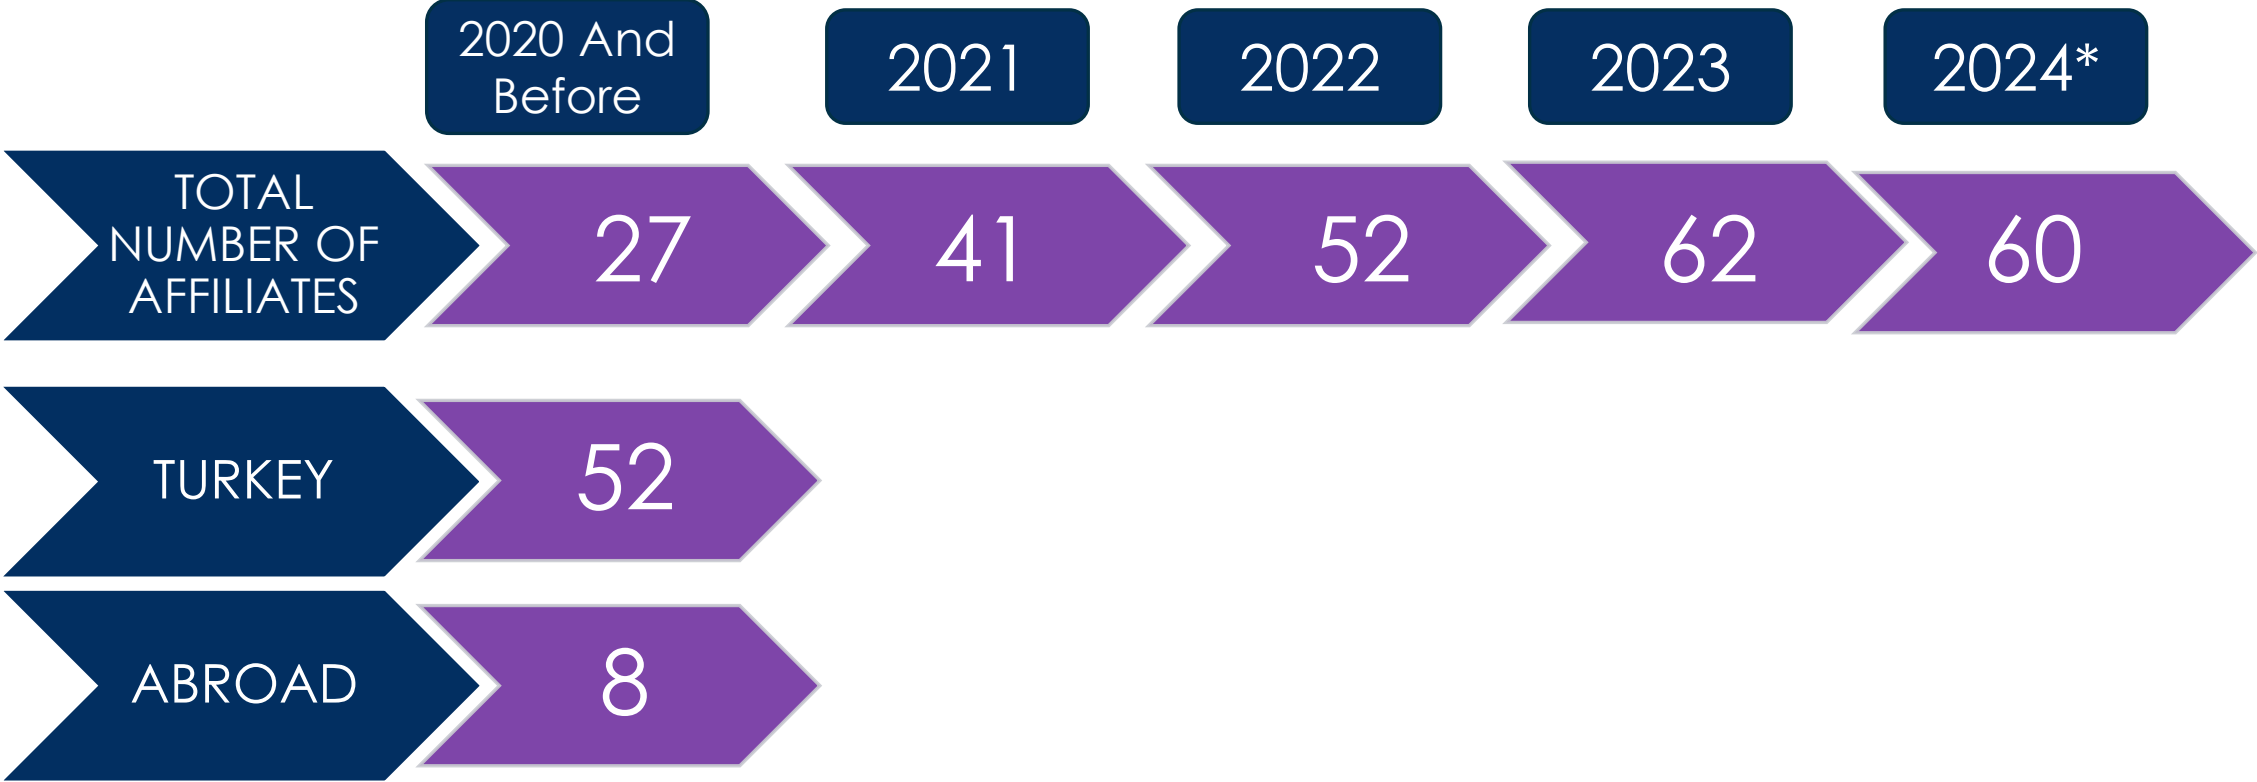 2020 And
Before
2021
2022
2023
2024*
TOTAL
NUMBER OF
AFFILIATES
27
41
52
62
60
TURKEY
52
ABROAD
8